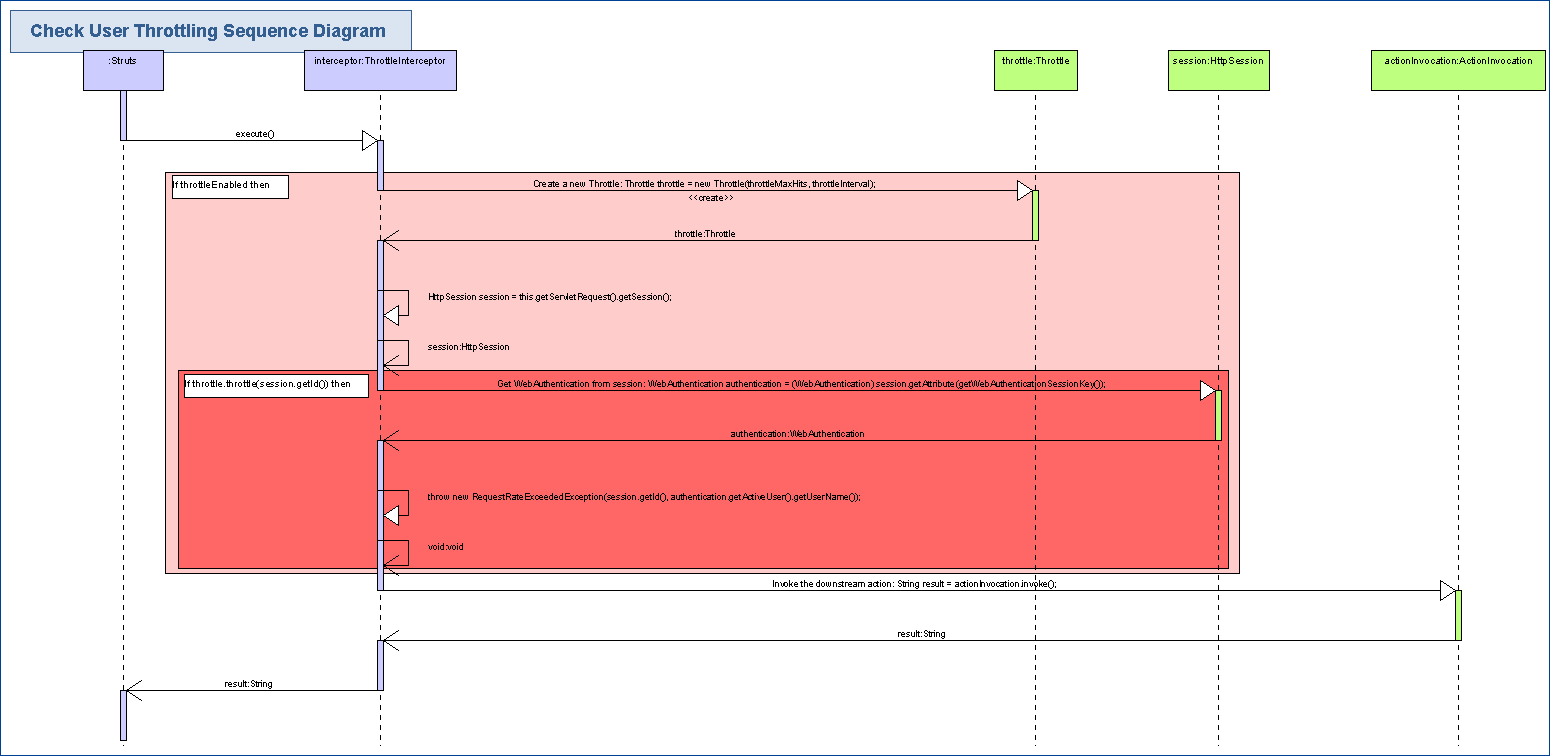 Check User Throttling Sequence Diagram
:Struts
interceptor:ThrottleInterceptor
throttle:Throttle
session:HttpSession
actionInvocation:ActionInvocation
execute()
If throttleEnabled then
Create a new Throttle: Throttle throttle = new Throttle(throttleMaxHits, throttleInterval);
<<create>>
throttle:Throttle
HttpSession session = this.getServletRequest().getSession();
session:HttpSession
If throttle.throttle(session.getId()) then
Get WebAuthentication from session: WebAuthentication authentication = (WebAuthentication) session.getAttribute(getWebAuthenticationSessionKey());
authentication:WebAuthentication
throw new RequestRateExceededException(session.getId(), authentication.getActiveUser().getUserName());
void:void
Invoke the downstream action: String result = actionInvocation.invoke();
result:String
result:String